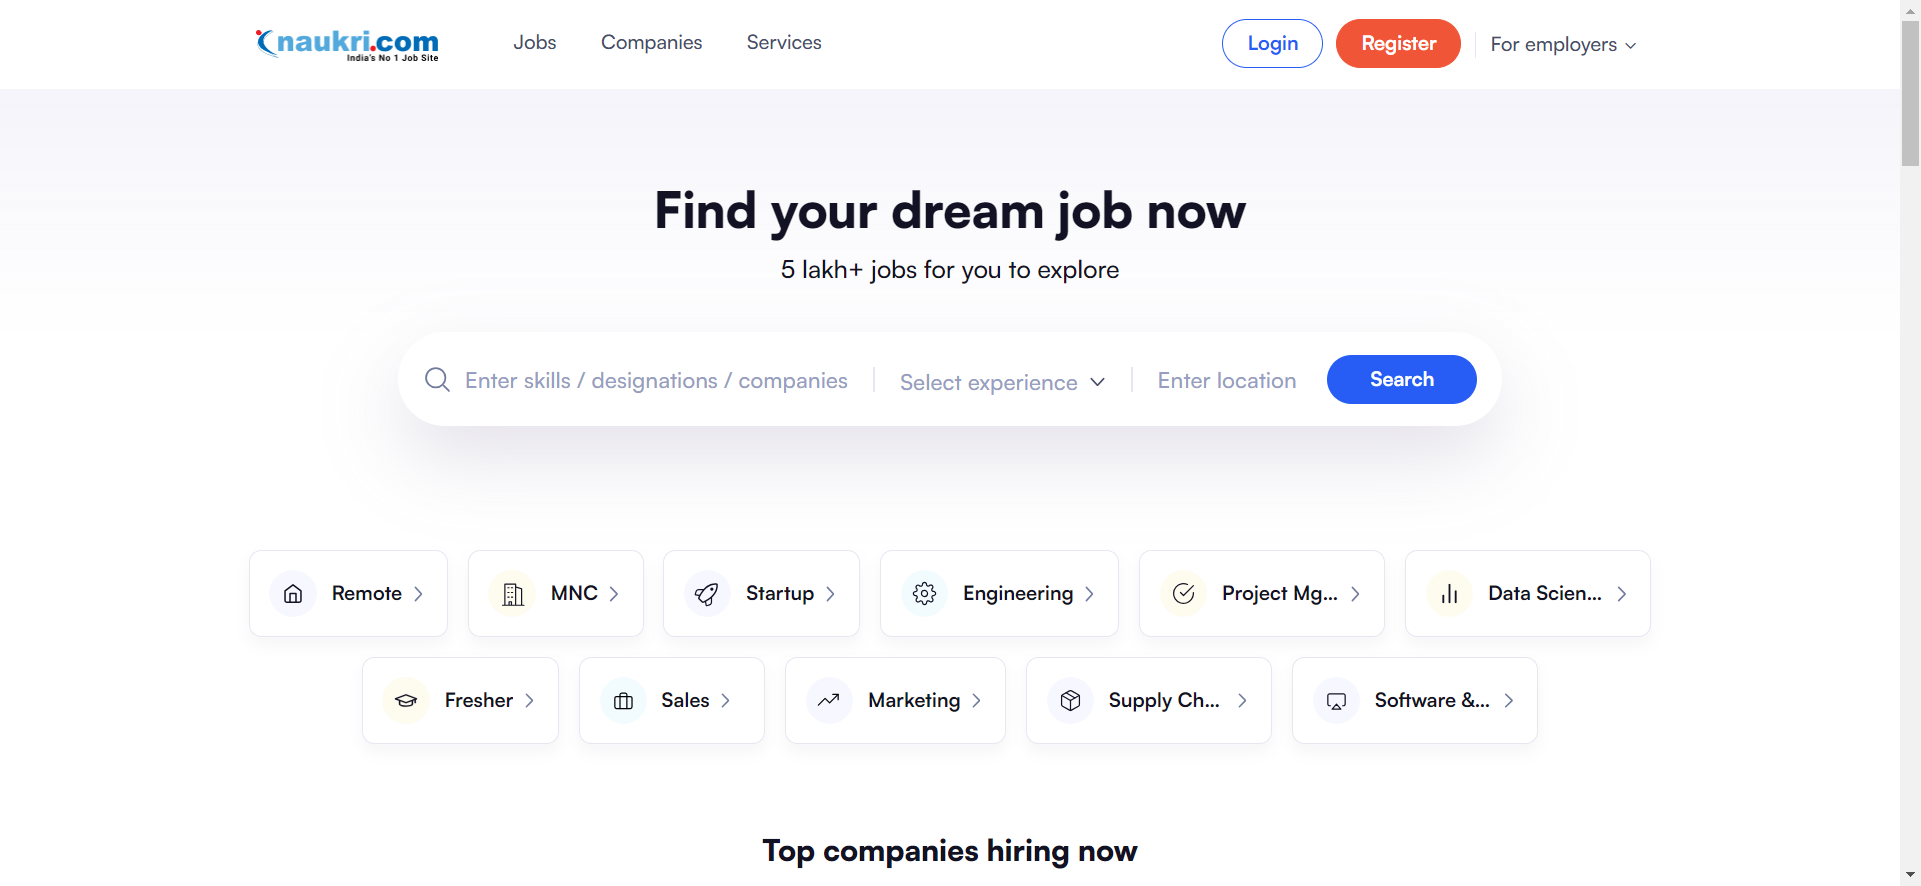 naukri.com
India's No 1 Job Site
Jobs
Companies
Services
Login
Register
For employers
Find your dream job now
5 lakh+ jobs for you to explore
Enter skills / designations / companies
Select experience
Enter location
Search
Remote
MNC
Startup
Engineering
Project Mg...
Data Scien...
Fresher
Sales
Marketing
Supply Ch...
Software &...
Top companies hiring now